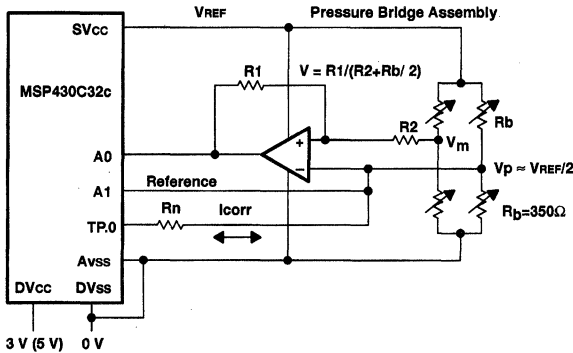 VREF
Pressure Bridge Assembly
SVCC
R1
V = R1/(R2+Rb/ 2)
MSP430C32c
R2
Rb
+
Vm
A0
−
Vp ≈ VREF/2
Reference
A1
Rn
Icorr
Rb=350Ω
TP.0
AVSS
DVCC
DVSS
3 V (5 V)
0 V